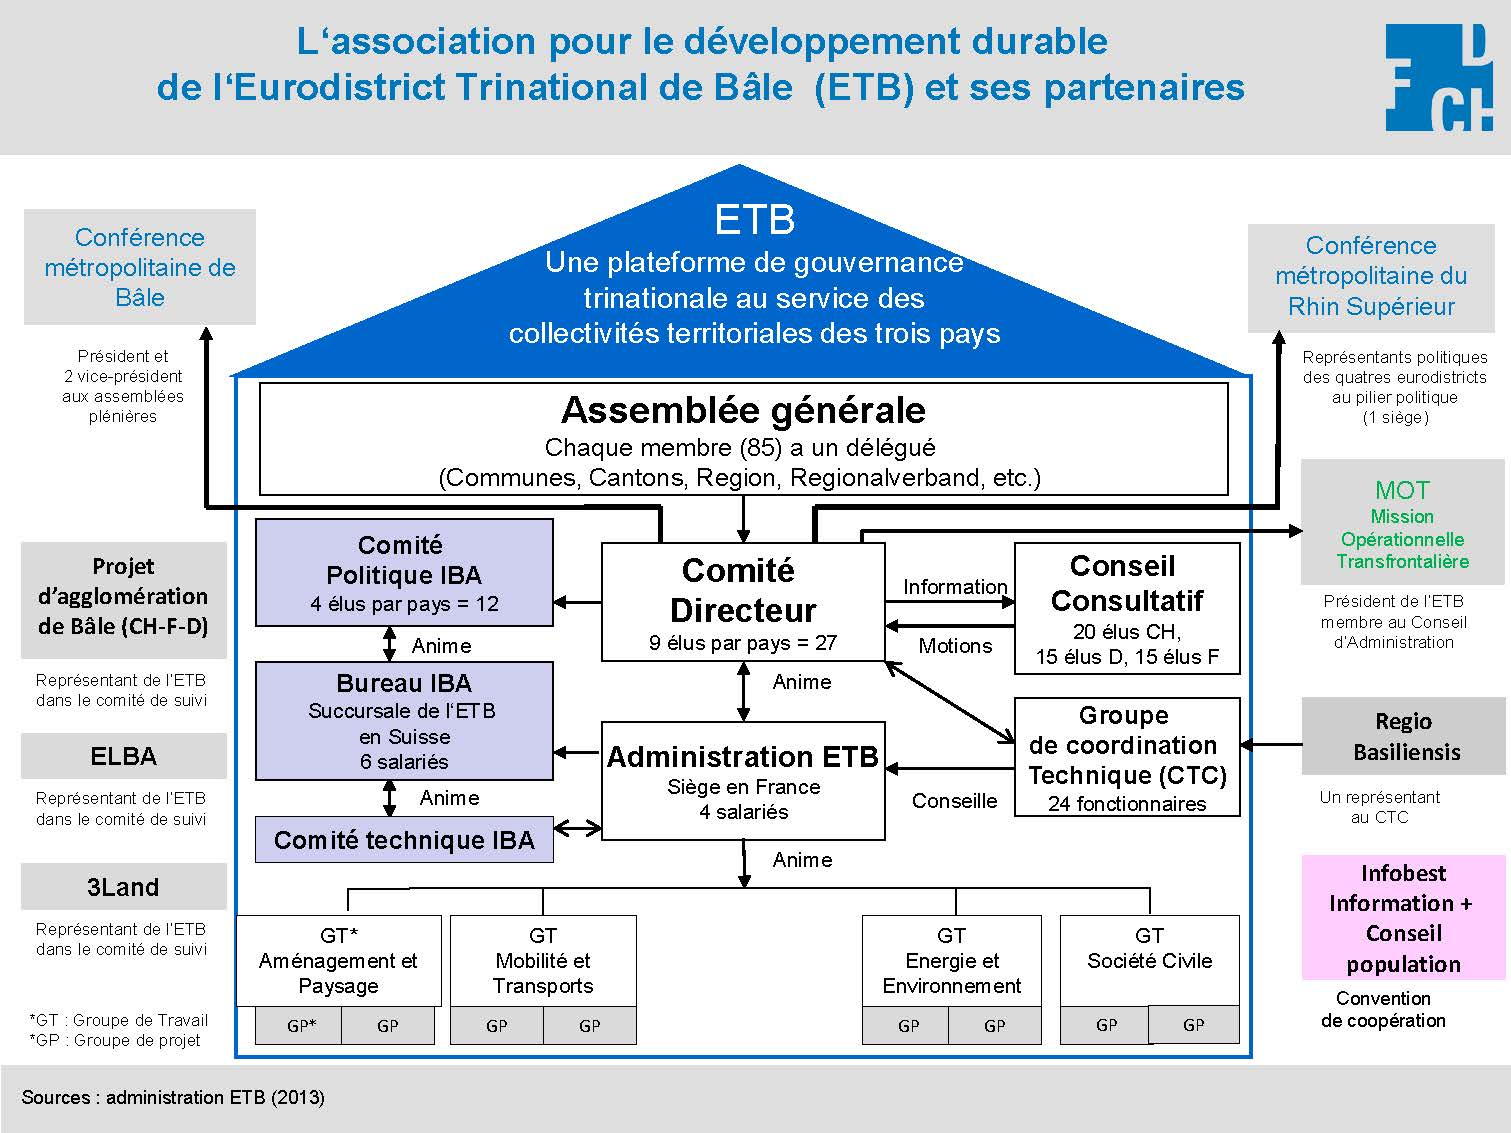 L‘association pour le développement durable
de l‘Eurodistrict Trinational de Bâle (ETB) et ses partenaires
F D CH
ETB
Une plateforme de gouvernance
trinationale au service des
collectivités territoriales des trois pays
Conférence
métropolitaine de
Bâle
Président et
2 vice-président
aux assemblées
plénières
Conférence
métropolitaine du
Rhin Supérieur
Représentants politiques
des quatres eurodistricts
au pilier politique
(1 siège)
Assemblée générale
Chaque membre (85) a un délégué
(Communes, Cantons, Region, Regionalverband, etc.)
MOT
Mission
Opérationnelle
Transfrontalière
Président de l’ETB
membre au Conseil
d’Administration
Projet
d’agglomération
de Bâle (CH-F-D)
Représentant de l’ETB
dans le comité de suivi
ELBA
Représentant de l’ETB
dans le comité de suivi
3Land
Représentant de l’ETB
dans le comité de suivi
Comité
Politique IBA
4 élus par pays = 12
Anime
Bureau IBA
Succursale de l‘ETB
en Suisse
6 salariés
Anime
Comité technique IBA
Comité
Directeur
9 élus par pays = 27
Anime
Administration ETB
Siège en France
4 salariés
Anime
Information
Motions
Conseil
Consultatif
20 élus CH,
15 élus D, 15 élus F
Groupe
de coordination
Technique (CTC)
24 fonctionnaires
Conseille
Regio
Basiliensis
Un représentant
au CTC
Infobest
Information +
Conseil
population
Convention
de coopération
GT*
Aménagement et
Paysage
GP* GP
GT
Mobilité et
Transports
GP GP
GT
Energie et
Environnement
GP GP
GT
Société Civile
GP GP
*GT : Groupe de Travail
*GP : Groupe de projet
Sources : administration ETB (2013)